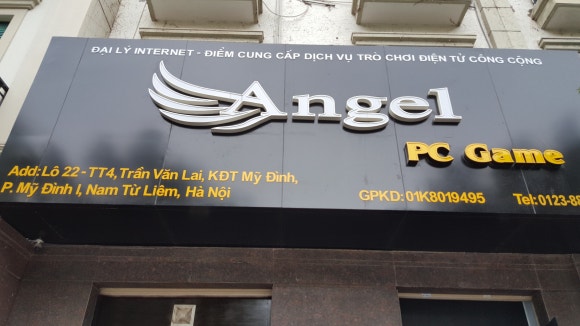 ĐẠI LÝ INTERNET - ĐIỂM CUNG CẤP DỊCH VỤ TRÒ CHƠI ĐIỆN TỬ CÔNG CỘNG
Angel
PC Game
Add: Lô 22 - TT4, Trần Văn Lai, KĐT Mỹ Đình,
P. Mỹ Đình I, Nam Từ Liêm, Hà Nội
GPKD: 01K8019495
Tel: 0123-88